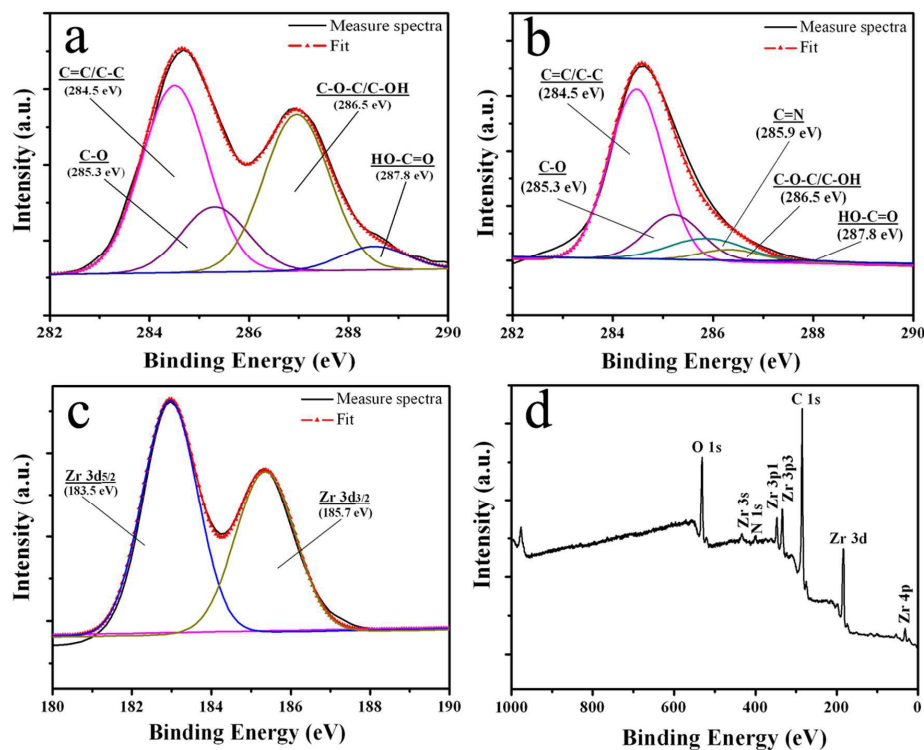 a
Measure spectra
Fit
C=C/C-C
(284.5 eV)
C-O-C/C-OH
(286.5 eV)
C-O
(285.3 eV)
HO-C=O
(287.8 eV)
Intensity (a.u.)
282 284 286 288 290
Binding Energy (eV)
b
Measure spectra
Fit
C=C/C-C
(284.5 eV)
C=N
(285.9 eV)
C-O
(285.3 eV)
C-O-C/C-OH
(286.5 eV)
HO-C=O
(287.8 eV)
Intensity (a.u.)
282 284 286 288 290
Binding Energy (eV)
c
Measure spectra
Fit
Zr 3d5/2
(183.5 eV)
Zr 3d3/2
(185.7 eV)
Intensity (a.u.)
180 182 184 186 188 190
Binding Energy (eV)
d
C 1s
O 1s
Zr 3s
N 1s
Zr 3p1
Zr 3p3
Zr 3d
Zr 4p
Intensity (a.u.)
1000 800 600 400 200 0
Binding Energy (eV)